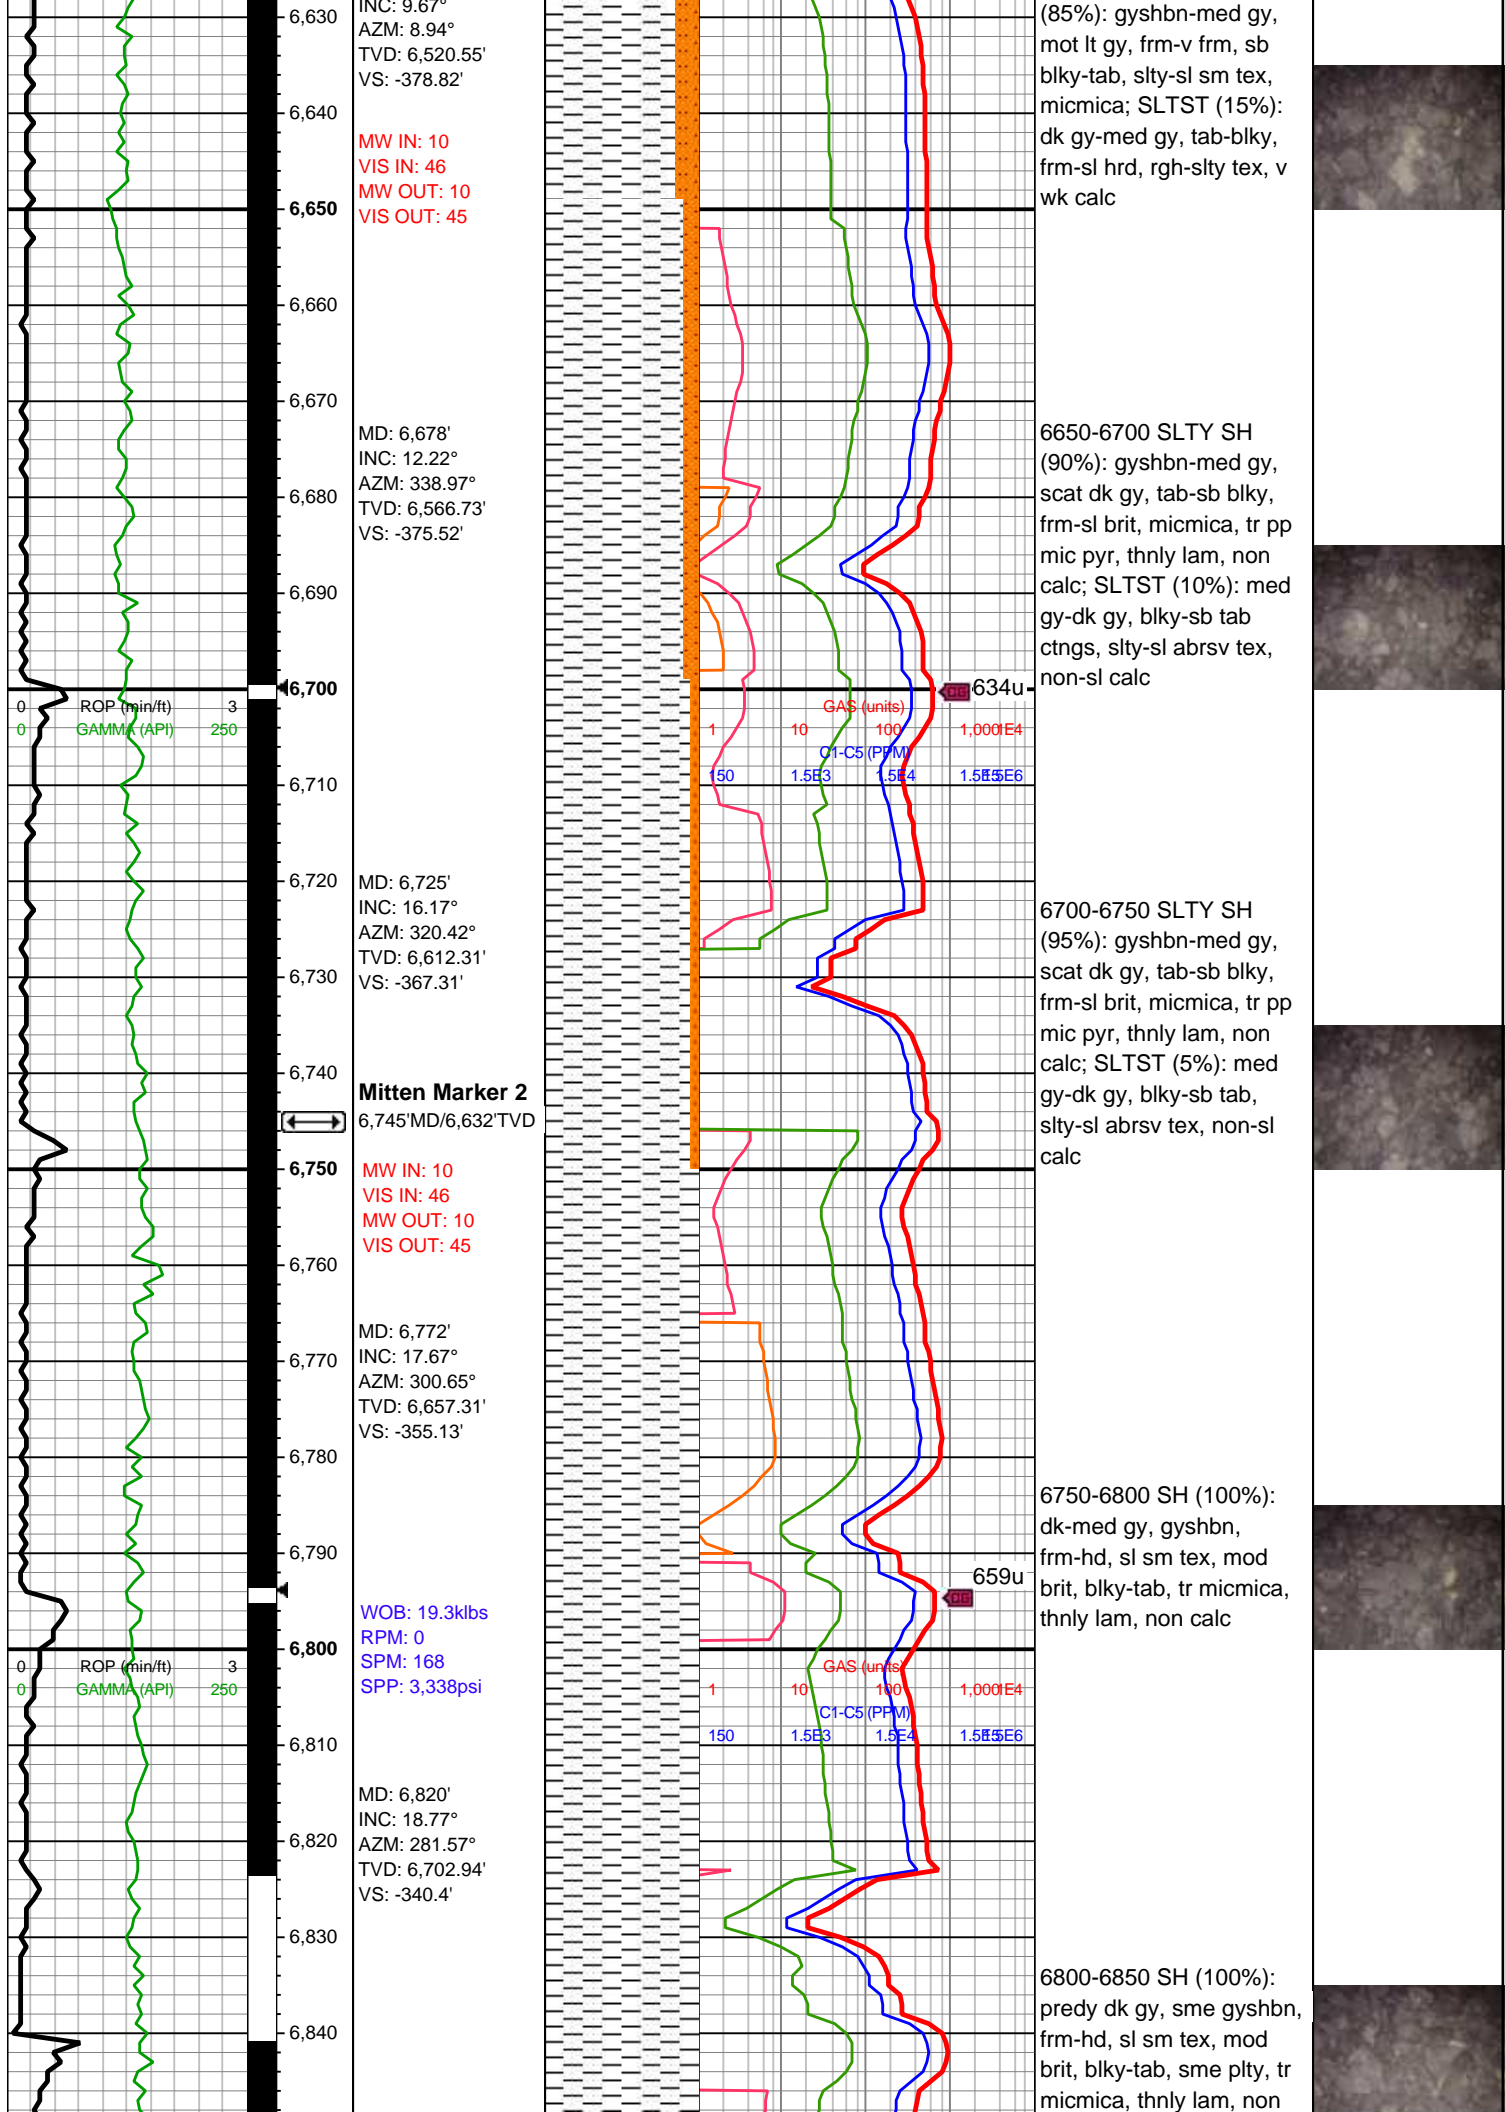 6,630
6,640
6,650
6,660
6,670
6,680
6,690
6,700
0 ROP (min/ft) 3
0 GAMMA (API) 250
6,710
6,720
6,730
6,740
6,750
6,760
6,770
6,780
6,790
6,800
0 ROP (min/ft) 3
0 GAMMA (API) 250
6,810
6,820
6,830
6,840
INC: 9.67°
AZM: 8.94°
TVD: 6,520.55'
VS: -378.82'
MW IN: 10
VIS IN: 46
MW OUT: 10
VIS OUT: 45
MD: 6,678'
INC: 12.22°
AZM: 338.97°
TVD: 6,566.73'
VS: -375.52'
MD: 6,725'
INC: 16.17°
AZM: 320.42°
TVD: 6,612.31'
VS: -367.31'
Mitten Marker 2
6,745'MD/6,632'TVD
MW IN: 10
VIS IN: 46
MW OUT: 10
VIS OUT: 45
MD: 6,772'
INC: 17.67°
AZM: 300.65°
TVD: 6,657.31'
VS: -355.13'
WOB: 19.3klbs
RPM: 0
SPM: 168
SPP: 3,338psi
MD: 6,820'
INC: 18.77°
AZM: 281.57°
TVD: 6,702.94'
VS: -340.4'
DG 634u
GAS (units)
1 10 100 1,000 1E4
C1-C5 (PPM)
150 1.5E3 1.5E4 1.5E5 1.5E6
659u
DG
GAS (units)
1 10 100 1,000 1E4
C1-C5 (PPM)
150 1.5E3 1.5E4 1.5E5 1.5E6
(85%): gyshbn-med gy,
mot lt gy, frm-v frm, sb
blky-tab, slty-sl sm tex,
micmica; SLTST (15%):
dk gy-med gy, tab-blky,
frm-sl hrd, rgh-slty tex, v
wk calc
6650-6700 SLTY SH
(90%): gyshbn-med gy,
scat dk gy, tab-sb blky,
frm-sl brit, micmica, tr pp
mic pyr, thnly lam, non
calc; SLTST (10%): med
gy-dk gy, blky-sb tab
ctngs, slty-sl abrsv tex,
non-sl calc
6700-6750 SLTY SH
(95%): gyshbn-med gy,
scat dk gy, tab-sb blky,
frm-sl brit, micmica, tr pp
mic pyr, thnly lam, non
calc; SLTST (5%): med
gy-dk gy, blky-sb tab,
slty-sl abrsv tex, non-sl
calc
6750-6800 SH (100%):
dk-med gy, gyshbn,
frm-hd, sl sm tex, mod
brit, blky-tab, tr micmica,
thnly lam, non calc
6800-6850 SH (100%):
predy dk gy, sme gyshbn,
frm-hd, sl sm tex, mod
brit, blky-tab, sme plty, tr
micmica, thnly lam, non